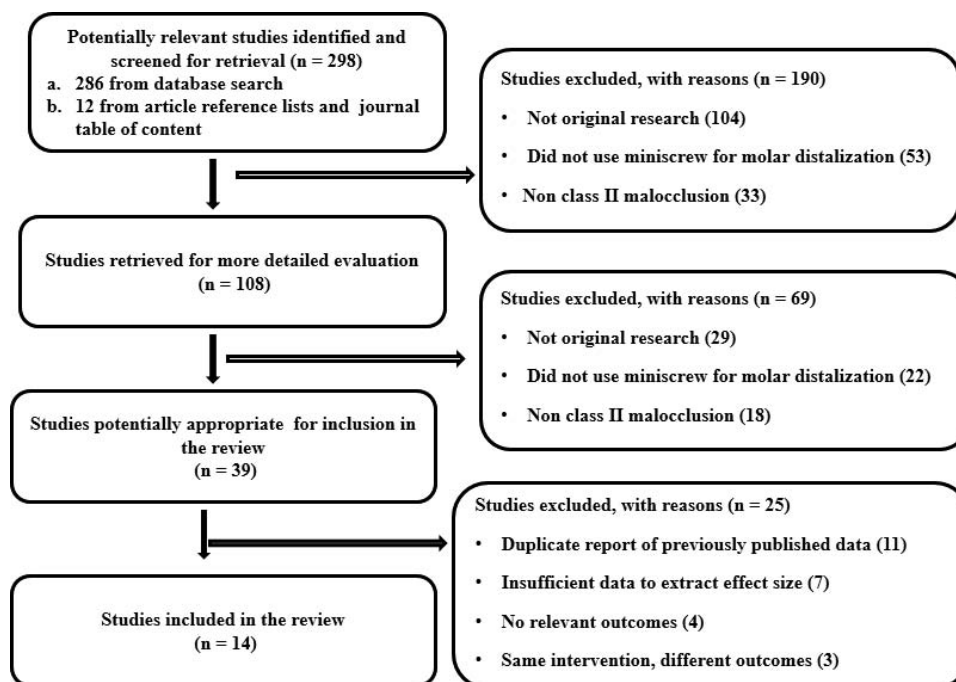 Potentially relevant studies identified and
screened for retrieval (n = 298)
a. 286 from database search
b. 12 from article reference lists and journal
table of content
Studies excluded, with reasons (n = 190)
• Not original research (104)
• Did not use miniscrew for molar distalization (53)
• Non class II malocclusion (33)
Studies retrieved for more detailed evaluation
(n = 108)
Studies excluded, with reasons (n = 69)
• Not original research (29)
• Did not use miniscrew for molar distalization (22)
• Non class II malocclusion (18)
Studies potentially appropriate for inclusion in
the review
(n = 39)
Studies excluded, with reasons (n = 25)
• Duplicate report of previously published data (11)
• Insufficient data to extract effect size (7)
• No relevant outcomes (4)
• Same intervention, different outcomes (3)
Studies included in the review
(n = 14)